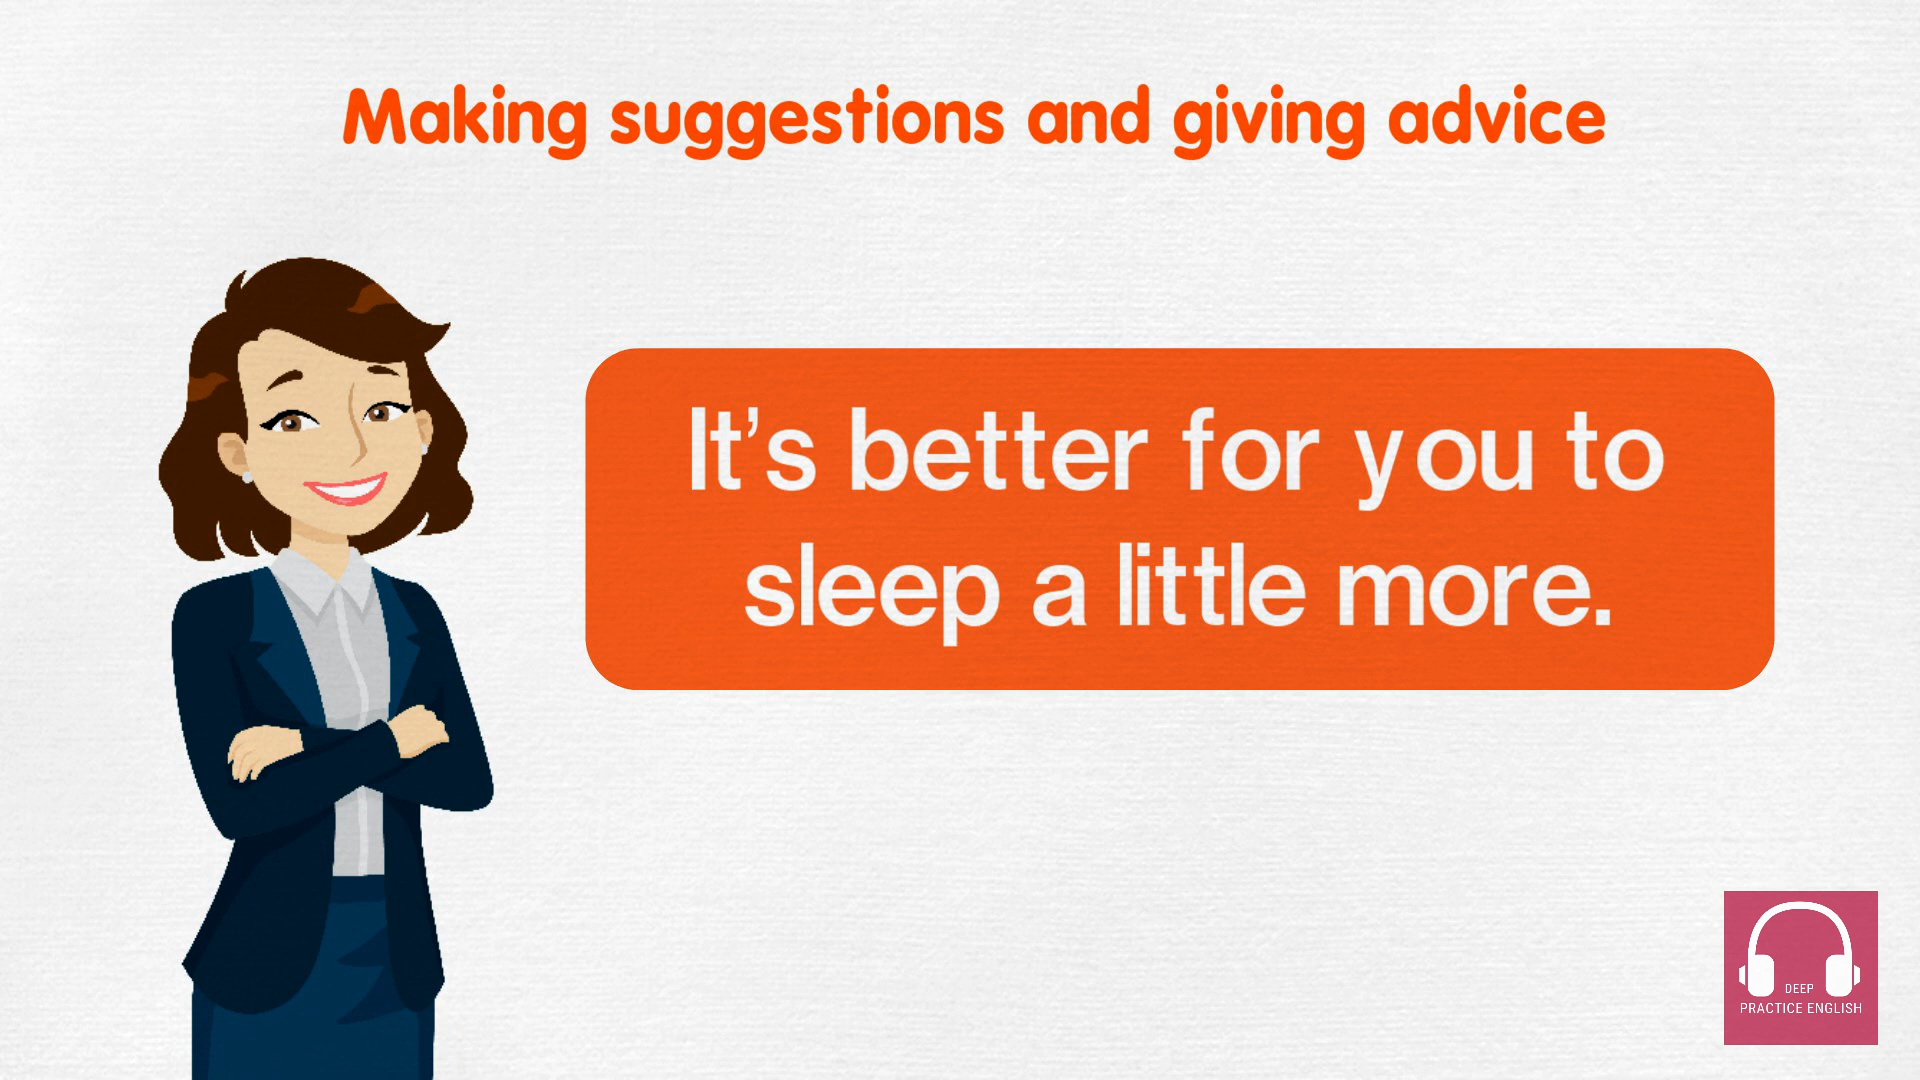 Making suggestions and giving advice
It’s better for you to
sleep a little more.
DEEP
PRACTICE ENGLISH